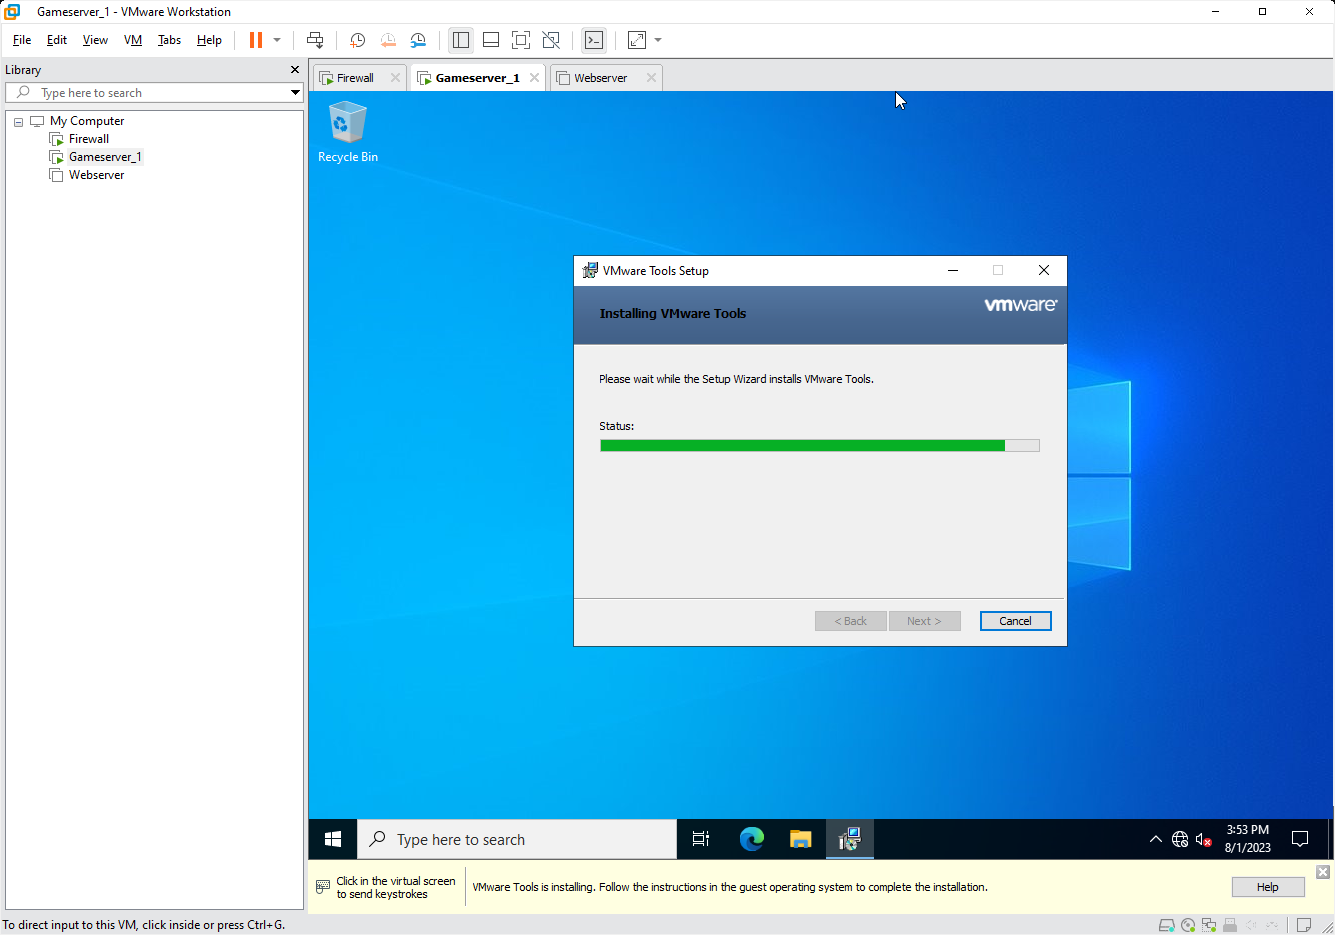 Gameserver_1 - VMware Workstation
File Edit View VM Tabs Help
Library
Type here to search
My Computer
Firewall
Gameserver_1
Webserver
Firewall Gameserver_1 Webserver
Recycle Bin
VMware Tools Setup
Installing VMware Tools
vmware
Please wait while the Setup Wizard installs VMware Tools.
Status:
< Back Next > Cancel
Type here to search
3:53 PM
8/1/2023
Click in the virtual screen
to send keystrokes
VMware Tools is installing. Follow the instructions in the guest operating system to complete the installation.
Help
To direct input to this VM, click inside or press Ctrl+G.